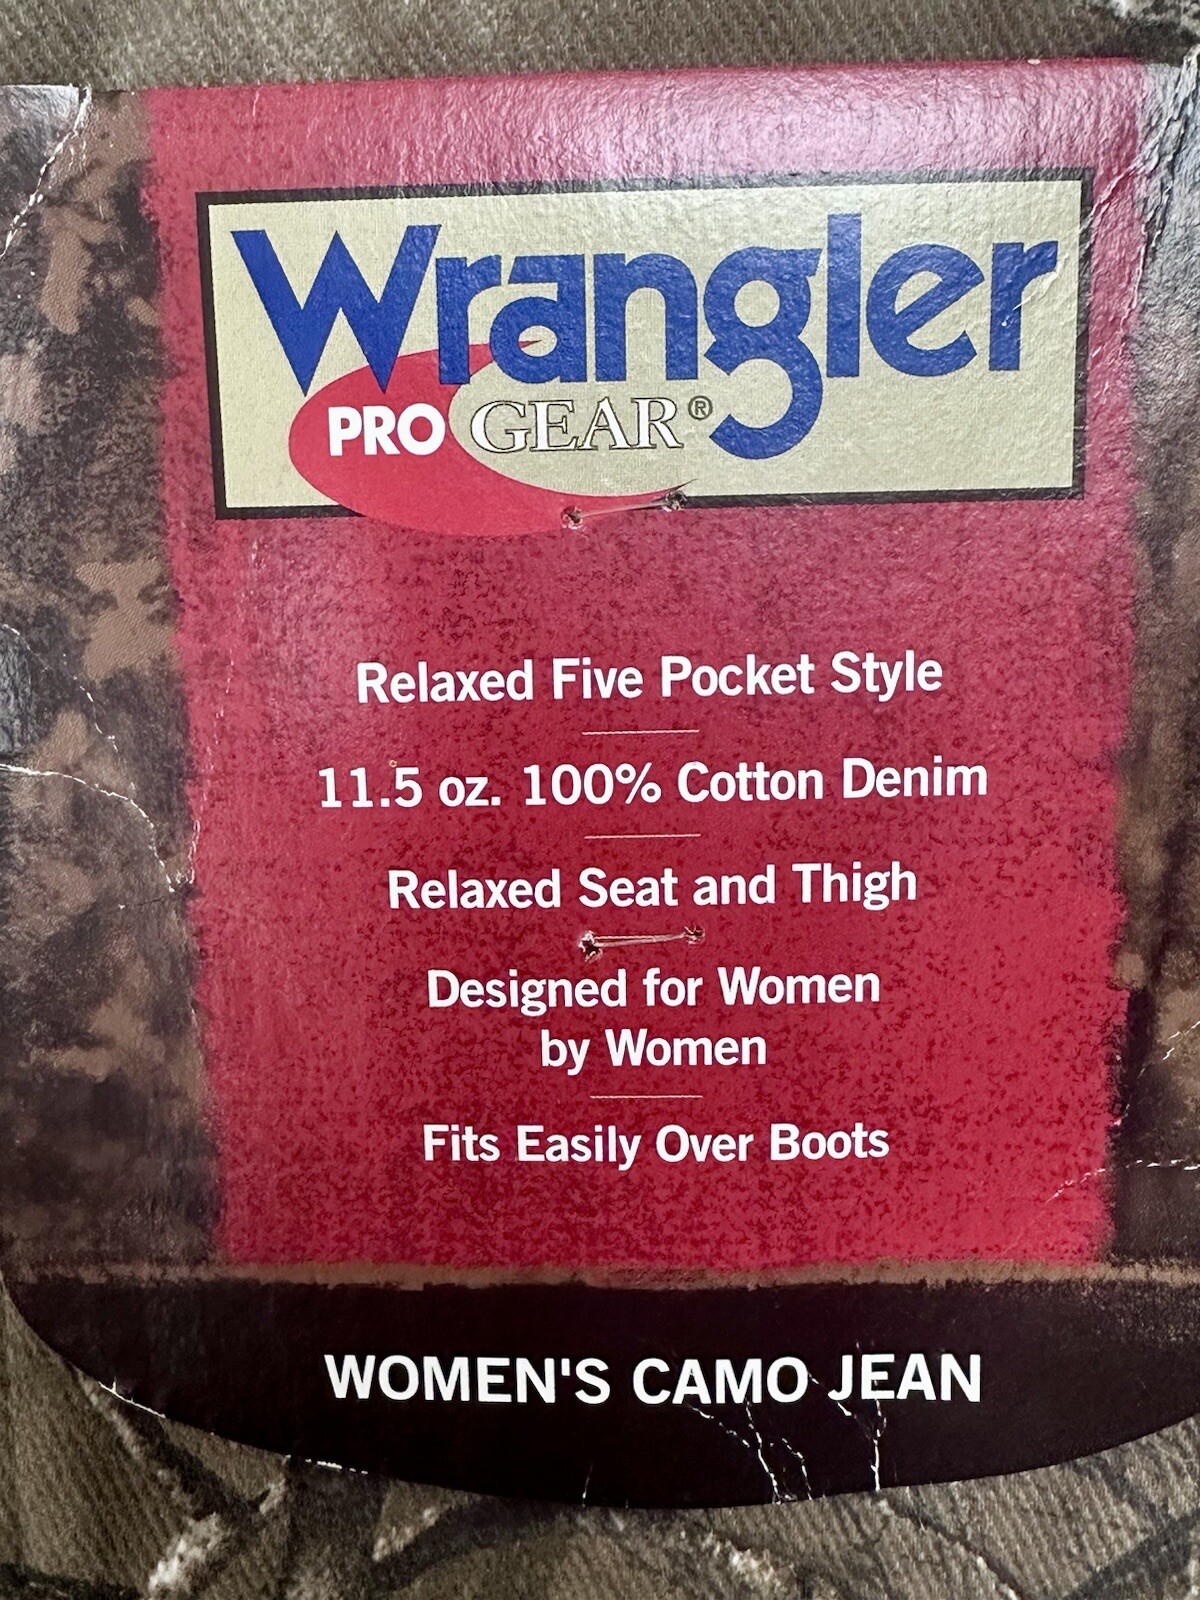 Wrangler
PRO GEAR®
Relaxed Five Pocket Style
11.5 oz. 100% Cotton Denim
Relaxed Seat and Thigh
Designed for Women
by Women
Fits Easily Over Boots
WOMEN'S CAMO JEAN